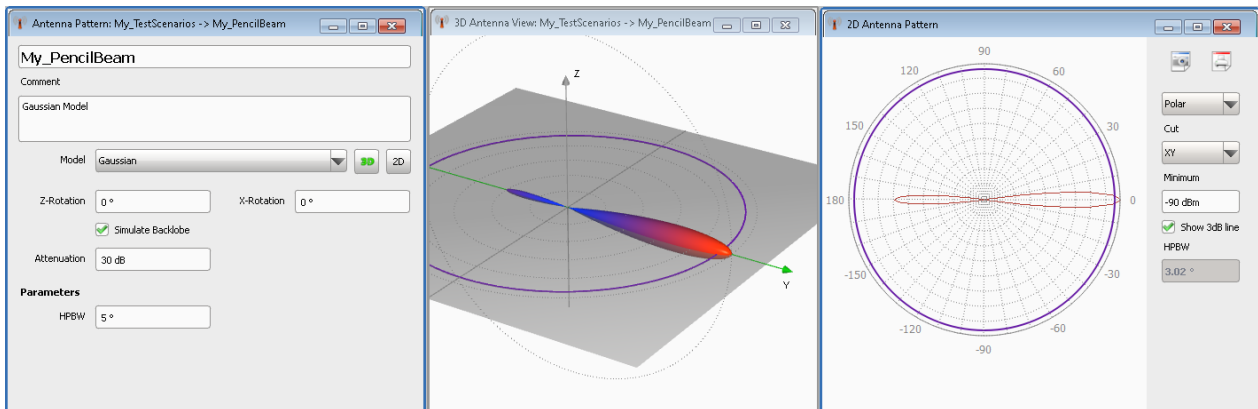 Antenna Pattern: My_TestScenarios -> My_PencilBeam
My_PencilBeam
Comment
Gaussian Model
Model Gaussian 3D 2D
Z-Rotation 0 ° X-Rotation 0 °
Simulate Backlobe
Attenuation 30 dB
Parameters
HPBW 5 °
3D Antenna View: My_TestScenarios -> My_PencilBeam
Z
Y
2D Antenna Pattern
90
120 60
150 30
180 0
-150 -30
-120 -60
-90
Polar
Cut
XY
Minimum
-90 dBm
Show 3dB line
HPBW
3.02 °